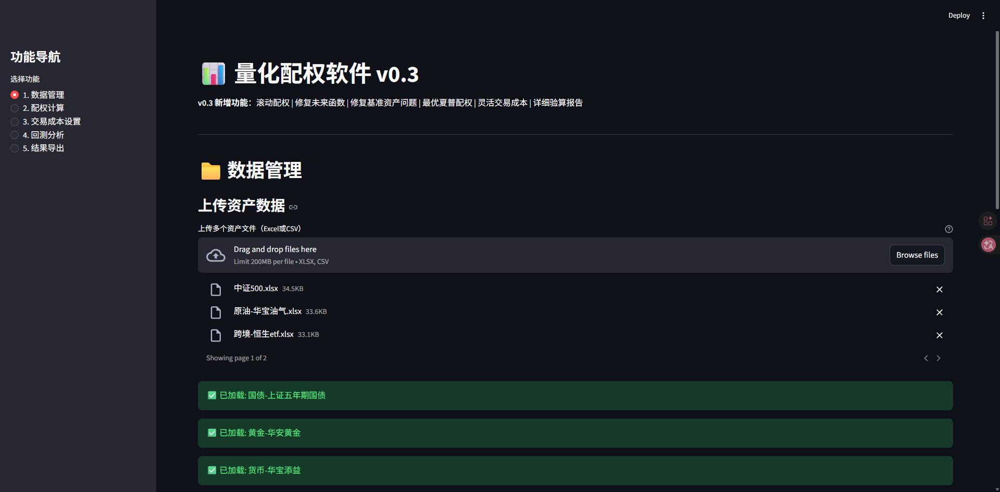 Deploy
功能导航
选择功能
1. 数据管理
2. 配权计算
3. 交易成本设置
4. 回测分析
5. 结果导出
量化配权软件 v0.3
v0.3 新增功能：滚动配权 | 修复未来函数 | 修复基准资产问题 | 最优夏普配权 | 灵活交易成本 | 详细验算报告
数据管理
上传资产数据
上传多个资产文件（Excel或CSV）
Drag and drop files here
Limit 200MB per file • XLSX, CSV
Browse files
中证500.xlsx 34.5KB
原油-华宝油气.xlsx 33.6KB
跨境-恒生etf.xlsx 33.1KB
Showing page 1 of 2
已加载: 国债-上证五年期国债
已加载: 黄金-华安黄金
已加载: 货币-华宝添益